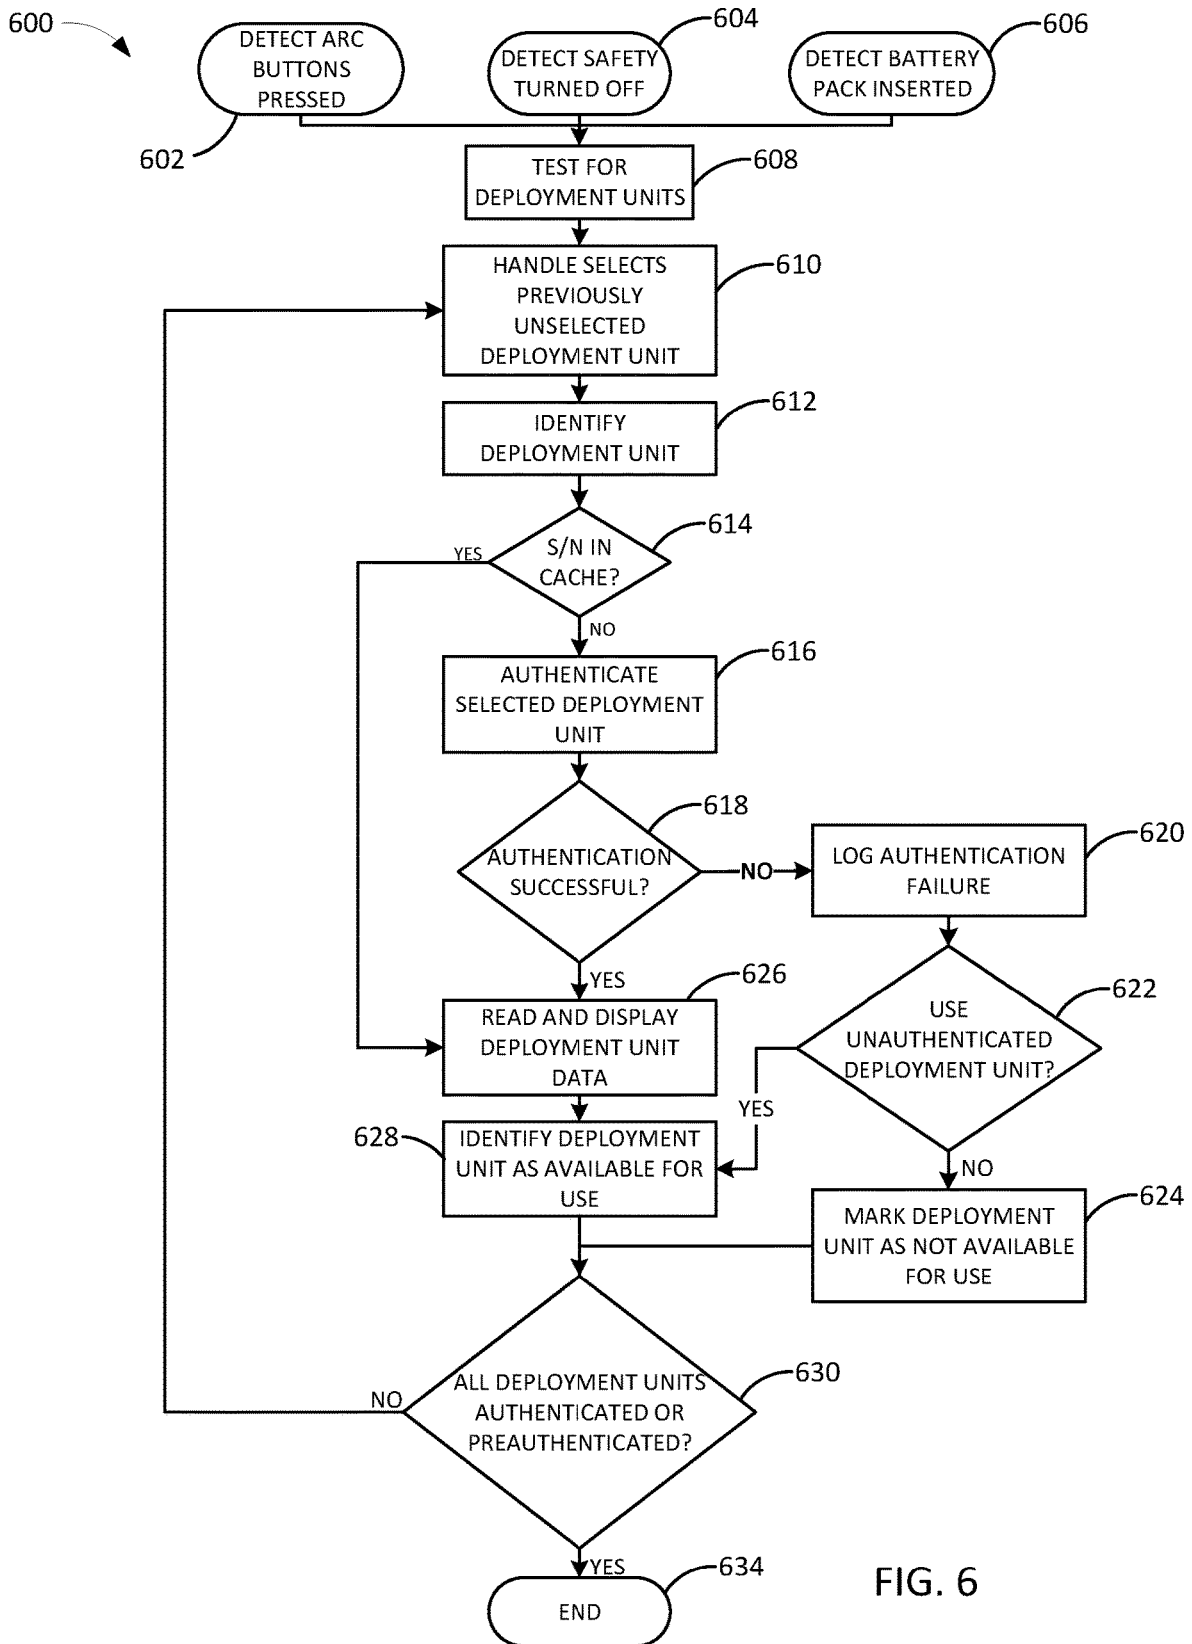 600
DETECT ARC
BUTTONS
PRESSED
602
DETECT SAFETY
TURNED OFF
604
DETECT BATTERY
PACK INSERTED
606
TEST FOR
DEPLOYMENT UNITS
608
HANDLE SELECTS
PREVIOUSLY
UNSELECTED
DEPLOYMENT UNIT
610
IDENTIFY
DEPLOYMENT UNIT
612
S/N IN
CACHE?
614
YES
NO
AUTHENTICATE
SELECTED DEPLOYMENT
UNIT
616
AUTHENTICATION
SUCCESSFUL?
618
NO
YES
LOG AUTHENTICATION
FAILURE
620
USE
UNAUTHENTICATED
DEPLOYMENT UNIT?
622
YES
NO
READ AND DISPLAY
DEPLOYMENT UNIT
DATA
626
628
IDENTIFY DEPLOYMENT
UNIT AS AVAILABLE FOR
USE
MARK DEPLOYMENT
UNIT AS NOT AVAILABLE
FOR USE
624
ALL DEPLOYMENT UNITS
AUTHENTICATED OR
PREAUTHENTICATED?
630
NO
YES
END
634
FIG. 6